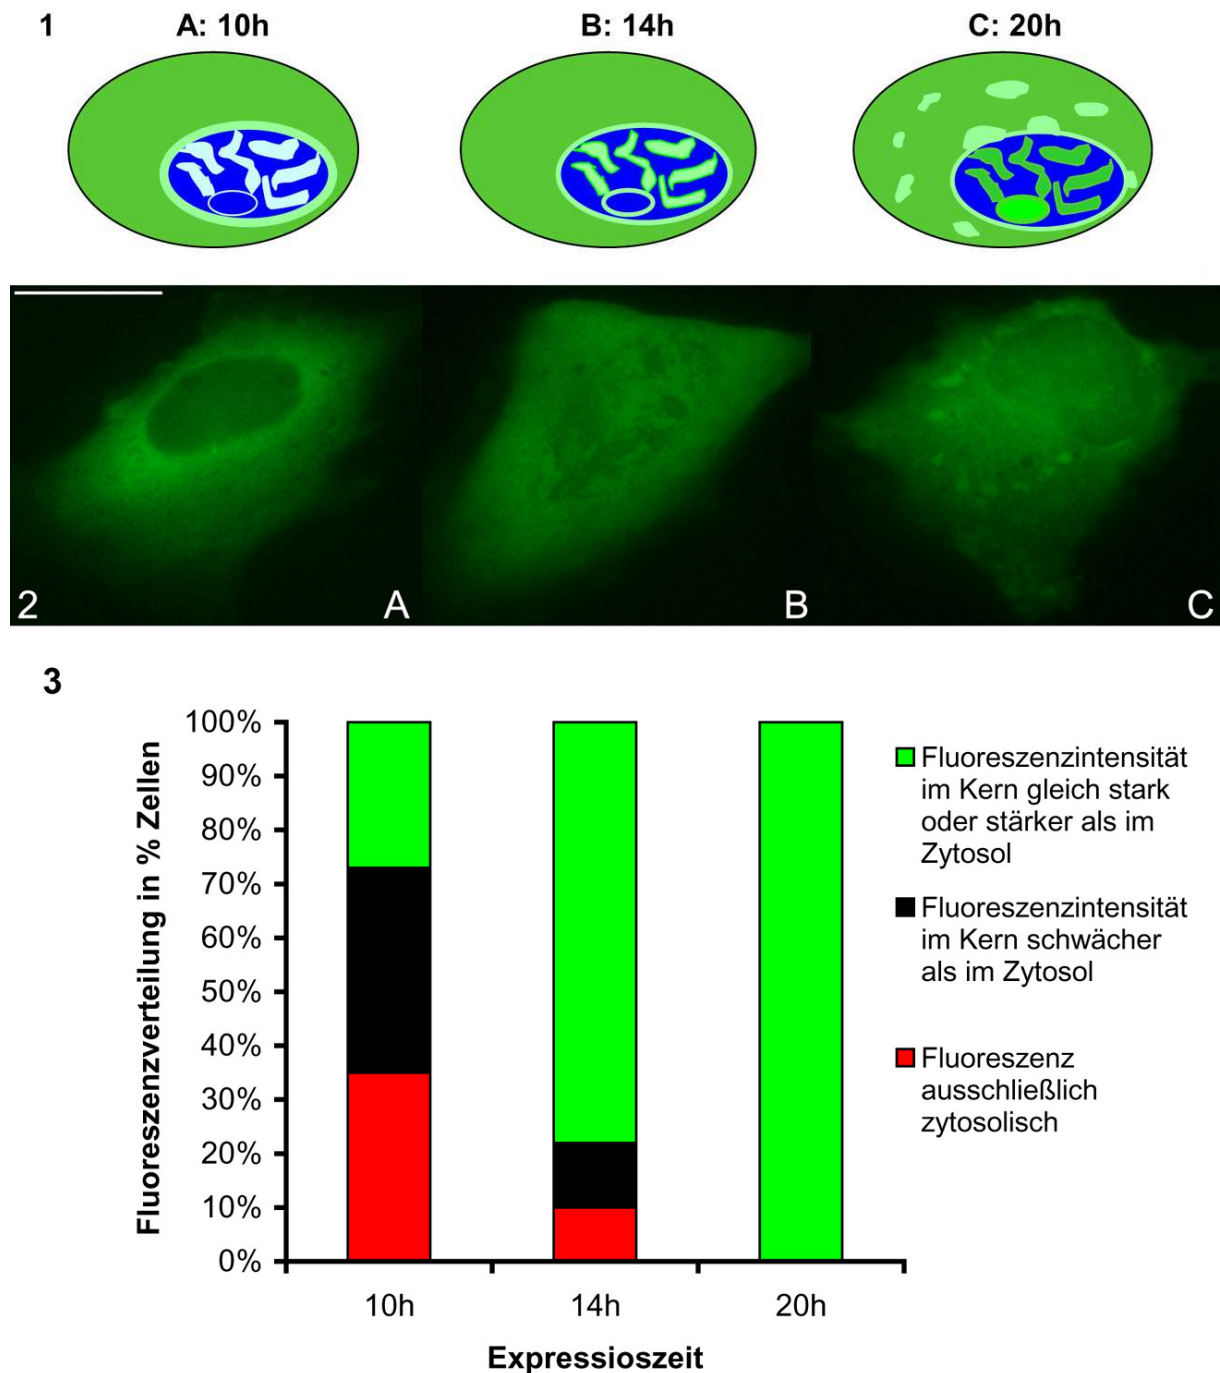 1
A: 10h
B: 14h
C: 20h
2
A
B
C
3
Fluoreszenzverteilung in % Zellen
100%
90%
80%
70%
60%
50%
40%
30%
20%
10%
0%
10h
14h
20h
Expressioszeit
Fluoreszenzintensität
im Kern gleich stark
oder stärker als im
Zytosol
Fluoreszenzintensität
im Kern schwächer
als im Zytosol
Fluoreszenz
ausschließlich
zytosolisch